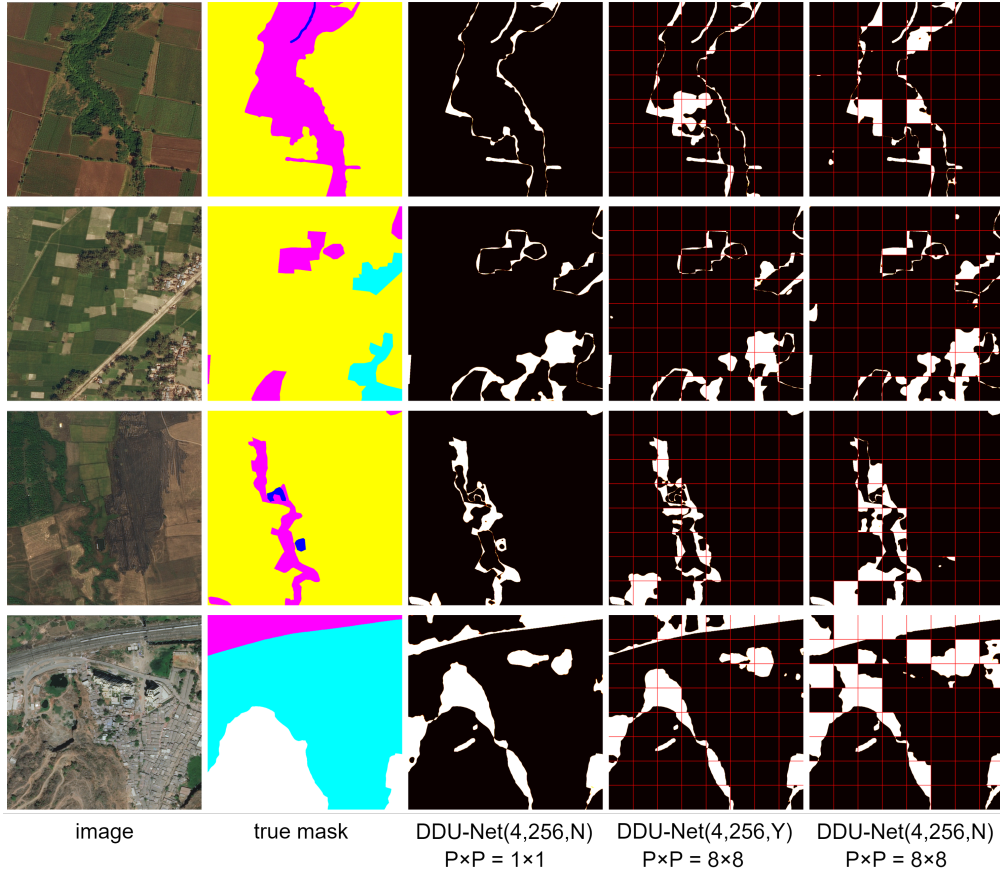 image
true mask
DDU-Net(4,256,N)
P×P = 1×1
DDU-Net(4,256,Y)
P×P = 8×8
DDU-Net(4,256,N)
P×P = 8×8